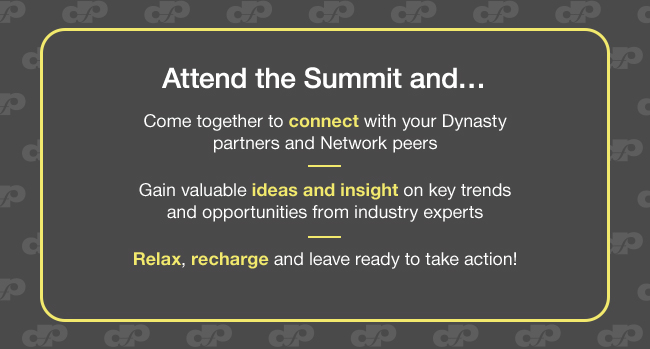 Attend the Summit and...
Come together to connect with your Dynasty
partners and Network peers
Gain valuable ideas and insight on key trends
and opportunities from industry experts
Relax, recharge and leave ready to take action!